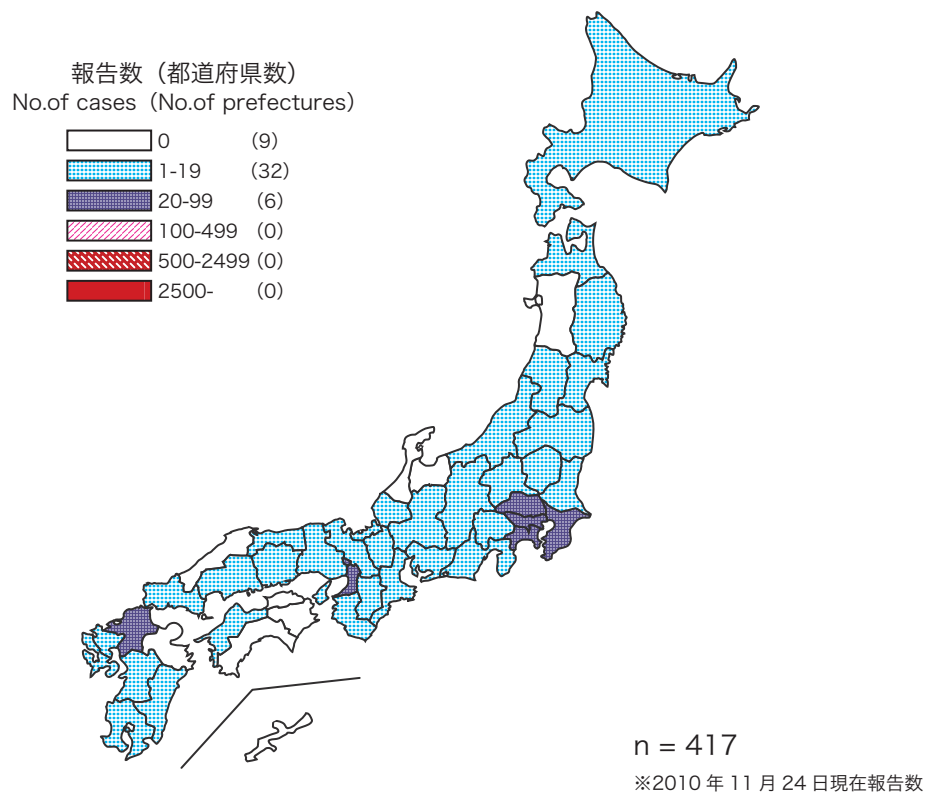 報告数（都道府県数）
No.of cases（No.of prefectures）
0 （9）
1-19 （32）
20-99 （6）
100-499 （0）
500-2499（0）
2500- （0）
n = 417
※2010 年 11 月 24 日現在報告数